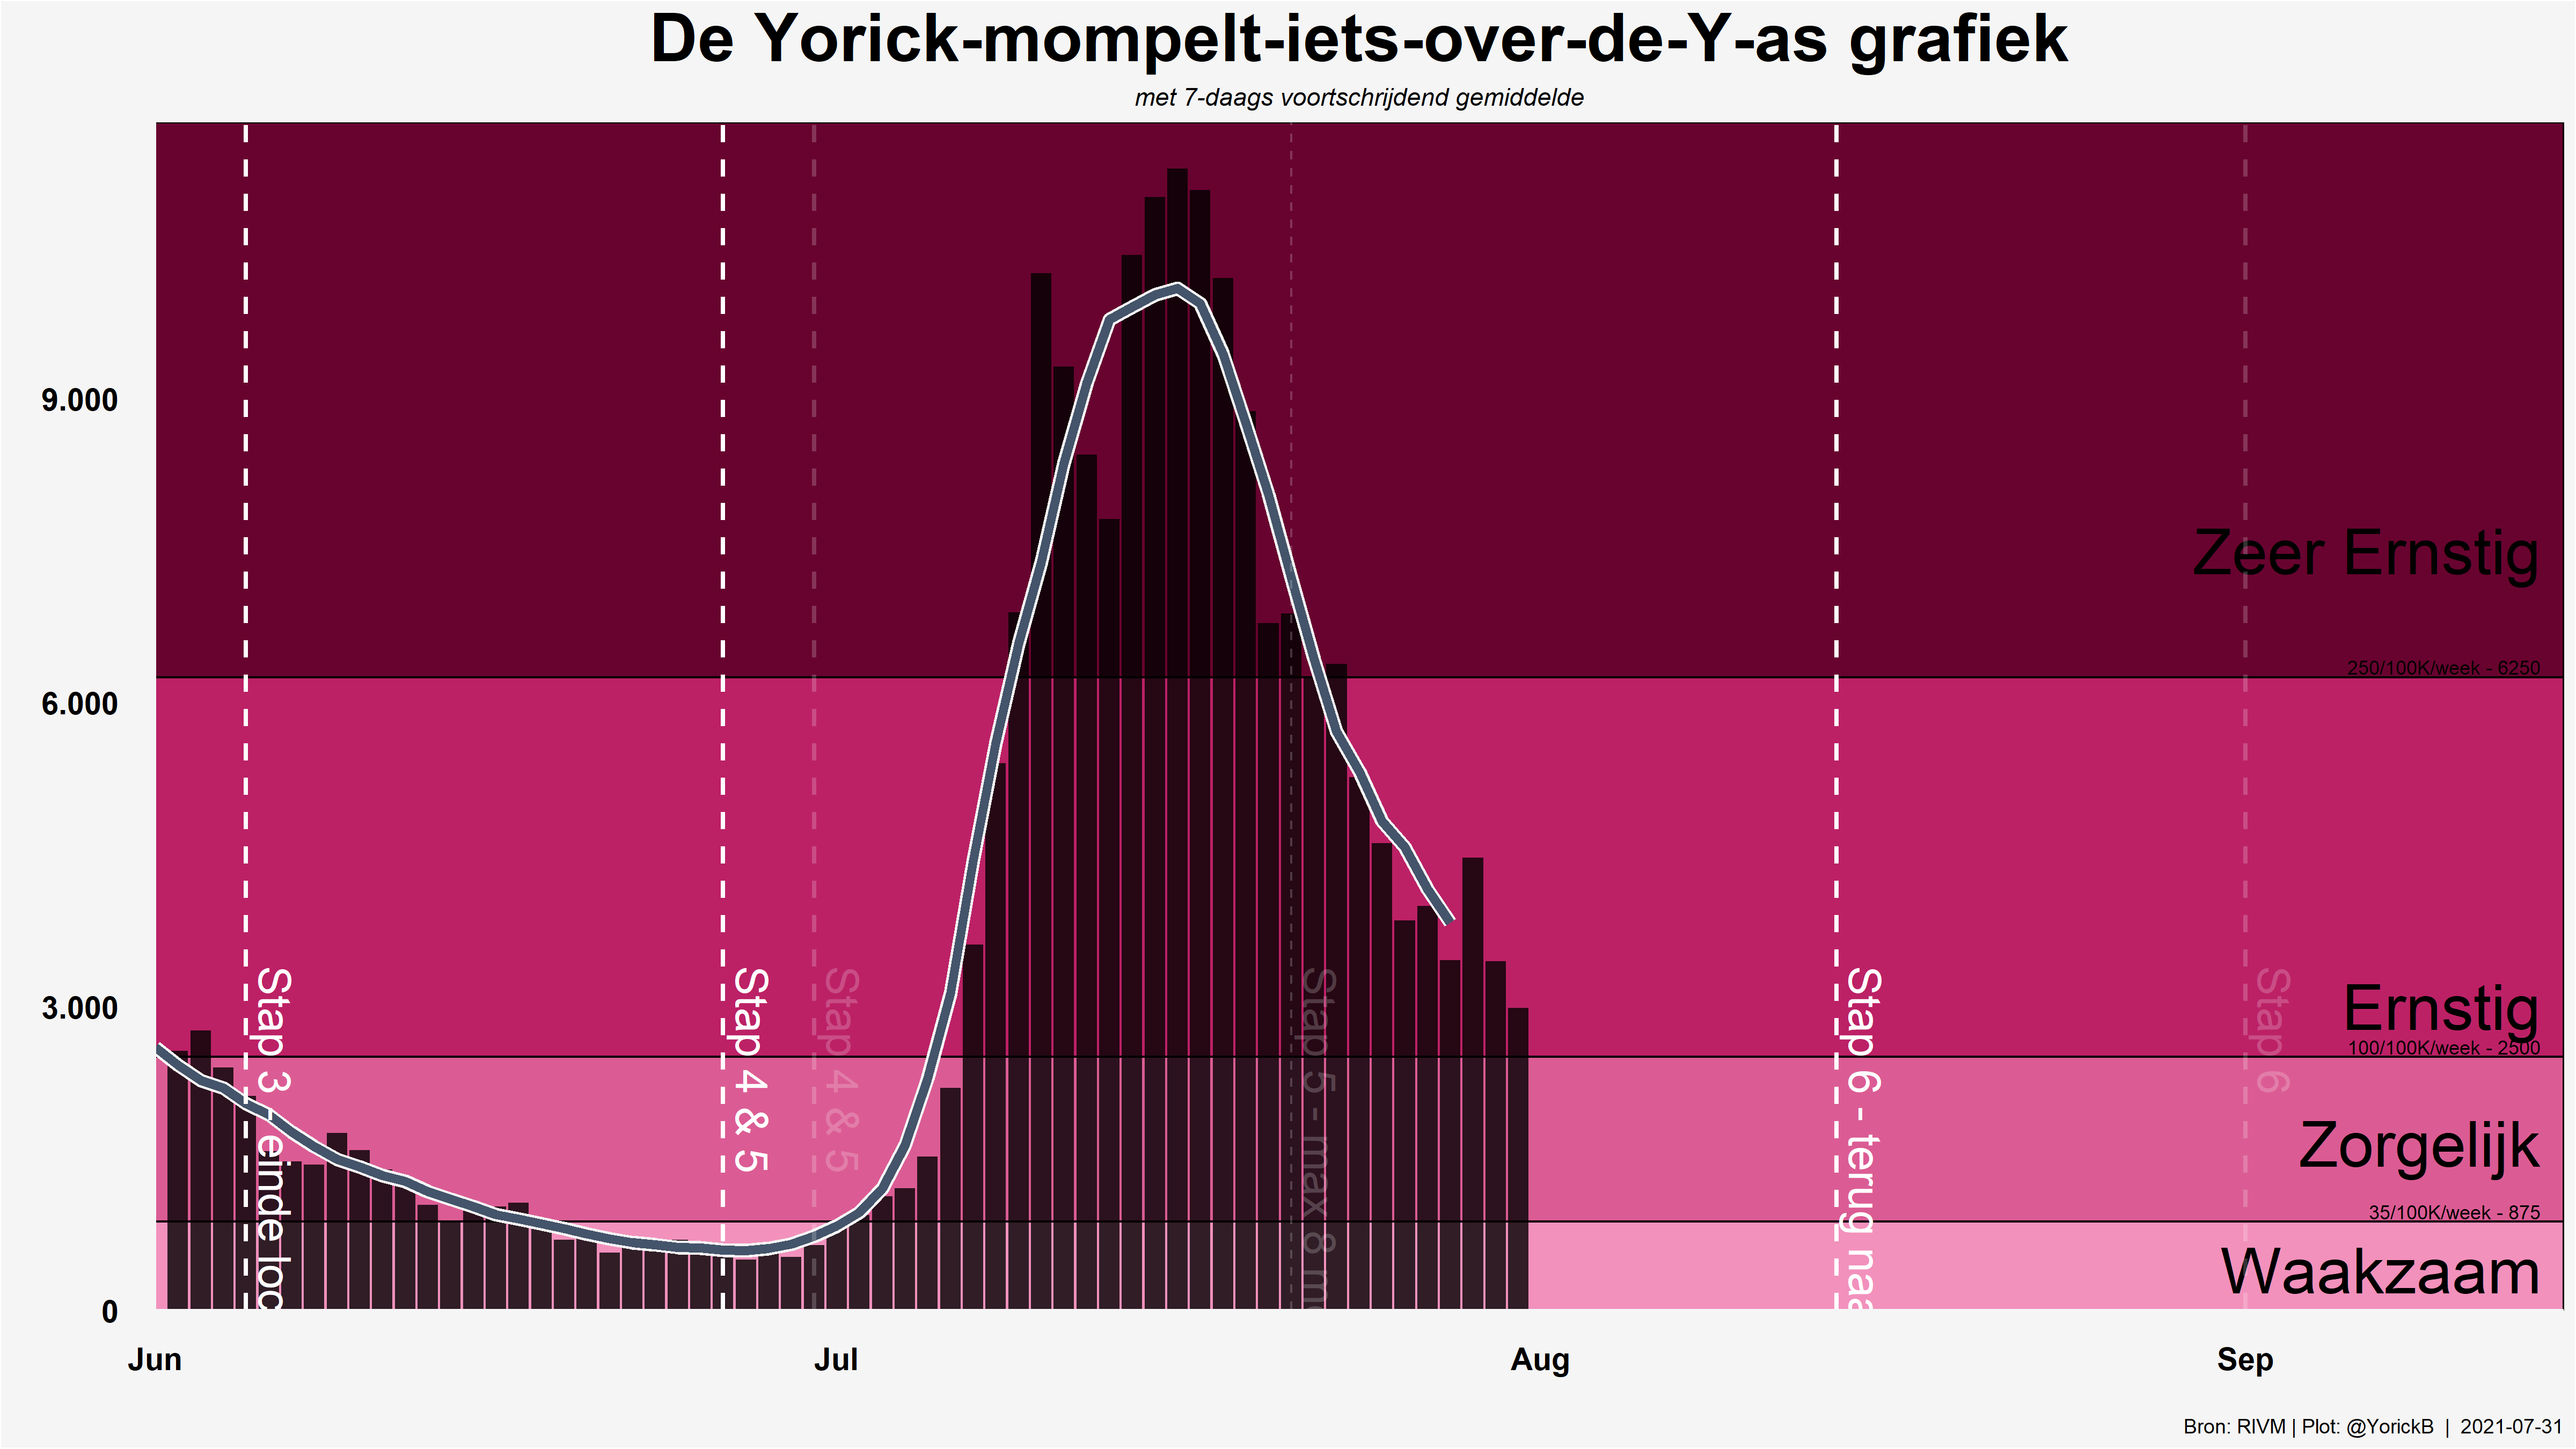 De Yorick-mompelt-iets-over-de-Y-as grafiek
met 7-daags voortschrijdend gemiddelde
9.000
6.000
3.000
0
Zeer Ernstig
250/100K/week - 6250
Ernstig
100/100K/week - 2500
Zorgelijk
35/100K/week - 875
Waakzaam
Stap 3 - einde loc
Stap 4 & 5
Stap 4 & 5
Stap 5 - max 8 m
Stap 6 - terug naa
Stap 6
Jun
Jul
Aug
Sep
Bron: RIVM | Plot: @YorickB | 2021-07-31